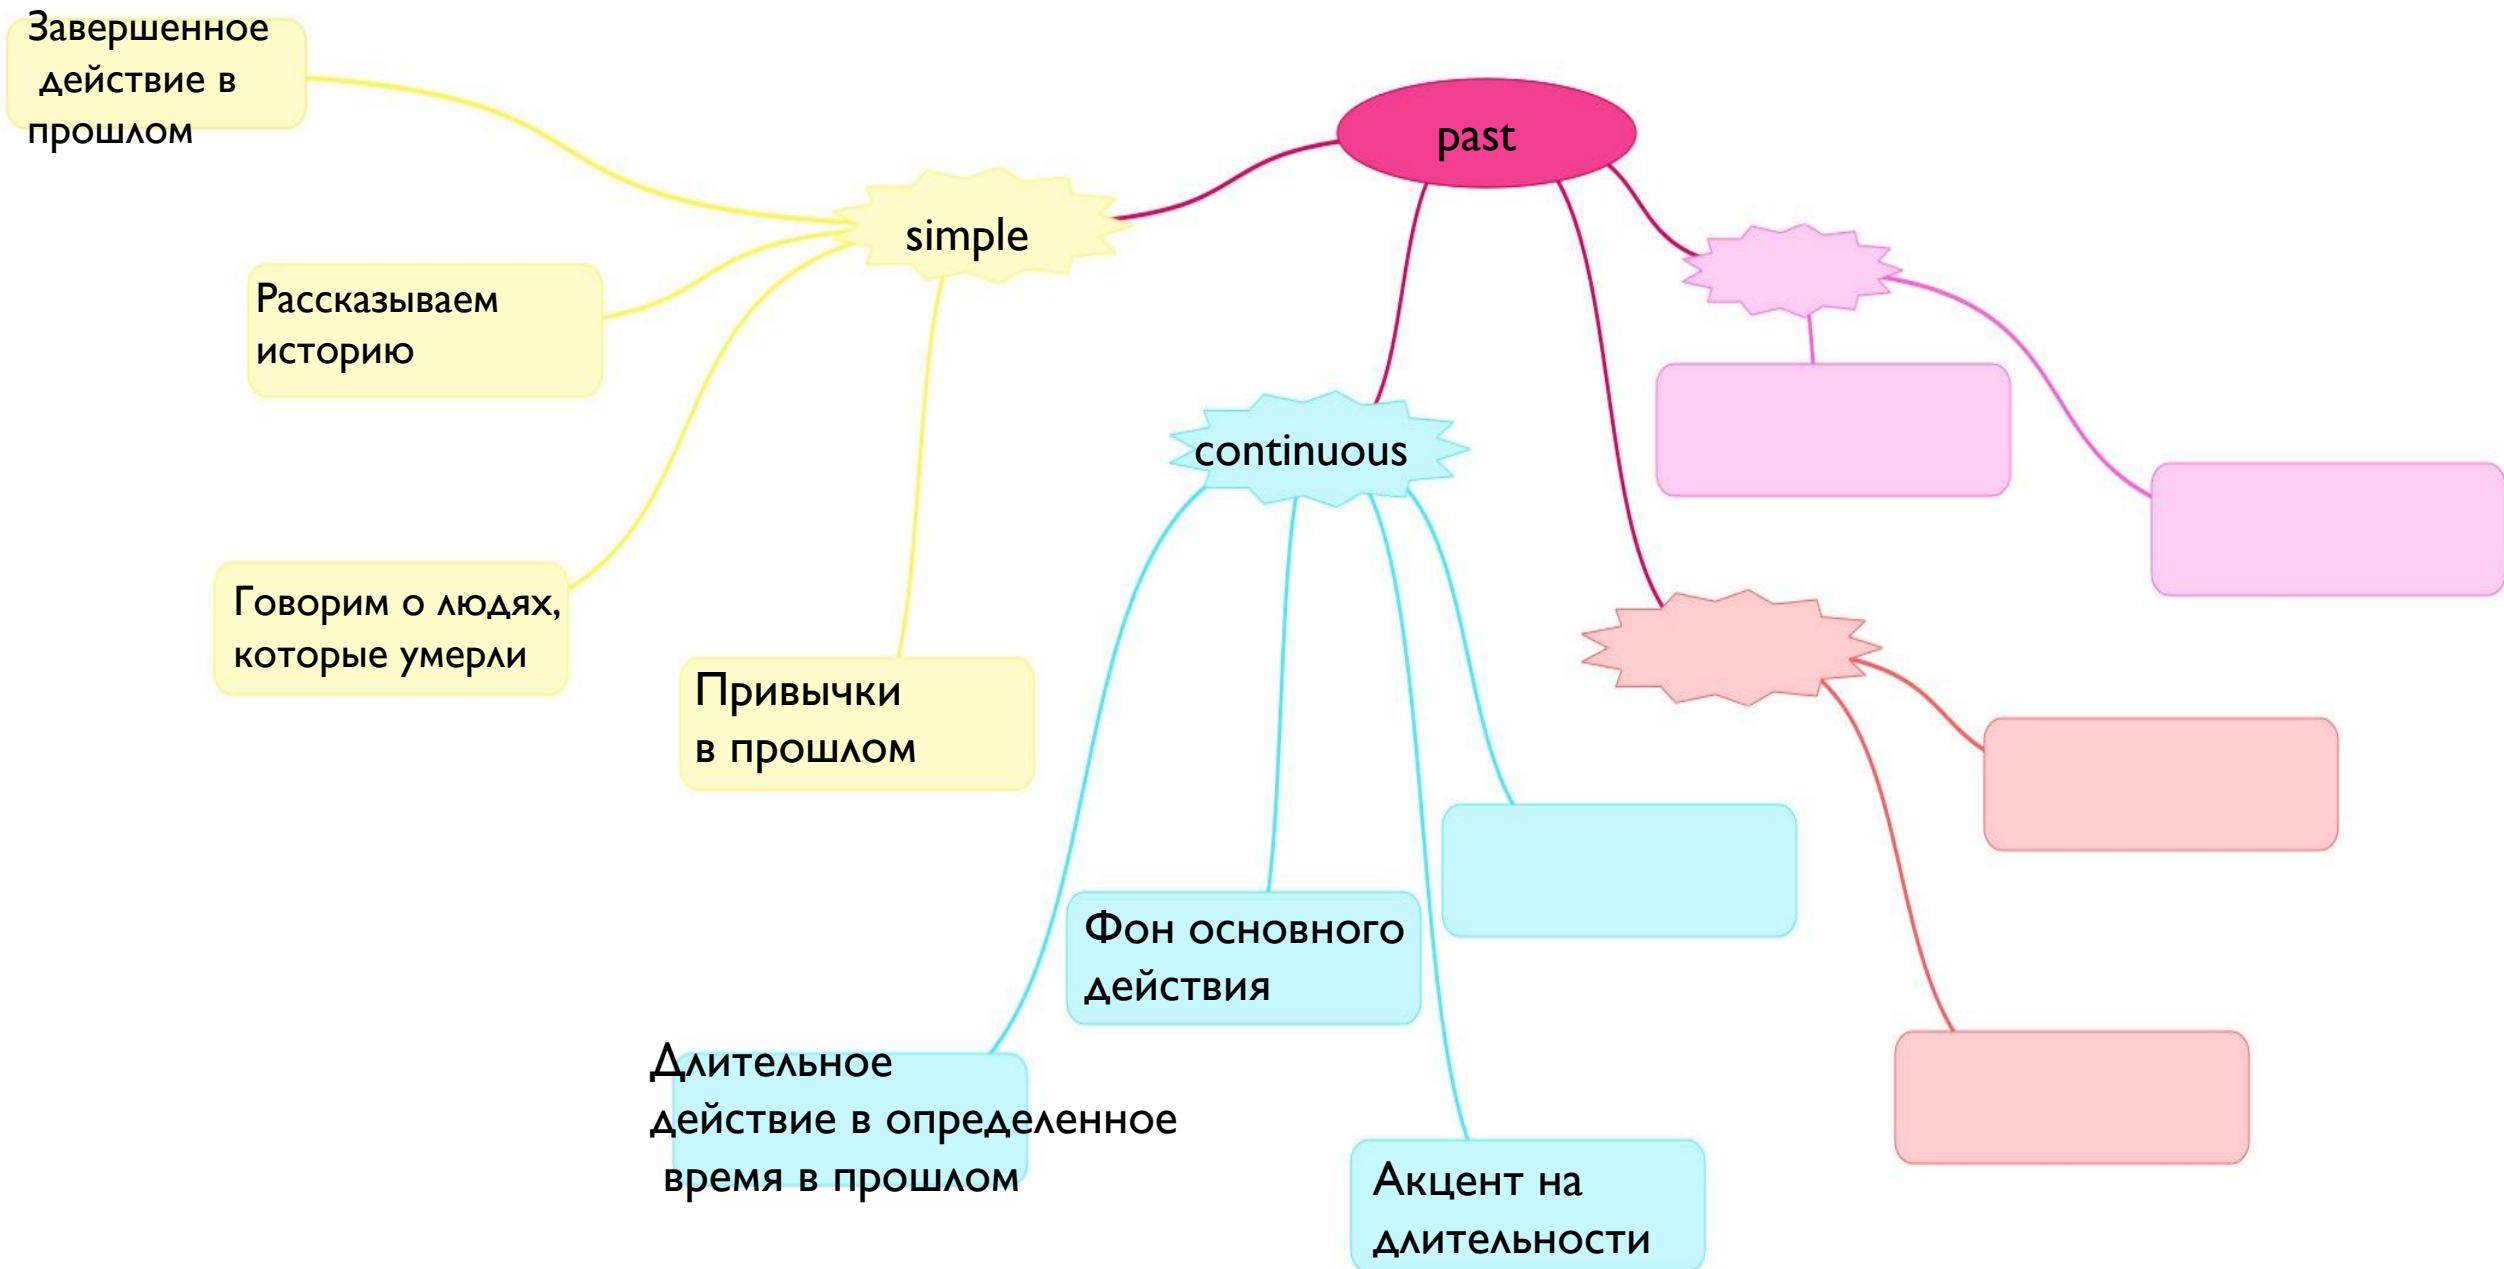 Завершенное
действие в
прошлом
past
simple
Рассказываем
историю
continuous
Говорим о людях,
которые умерли
Привычки
в прошлом
Фон основного
действия
Длительное
действие в определенное
время в прошлом
Акцент на
длительности